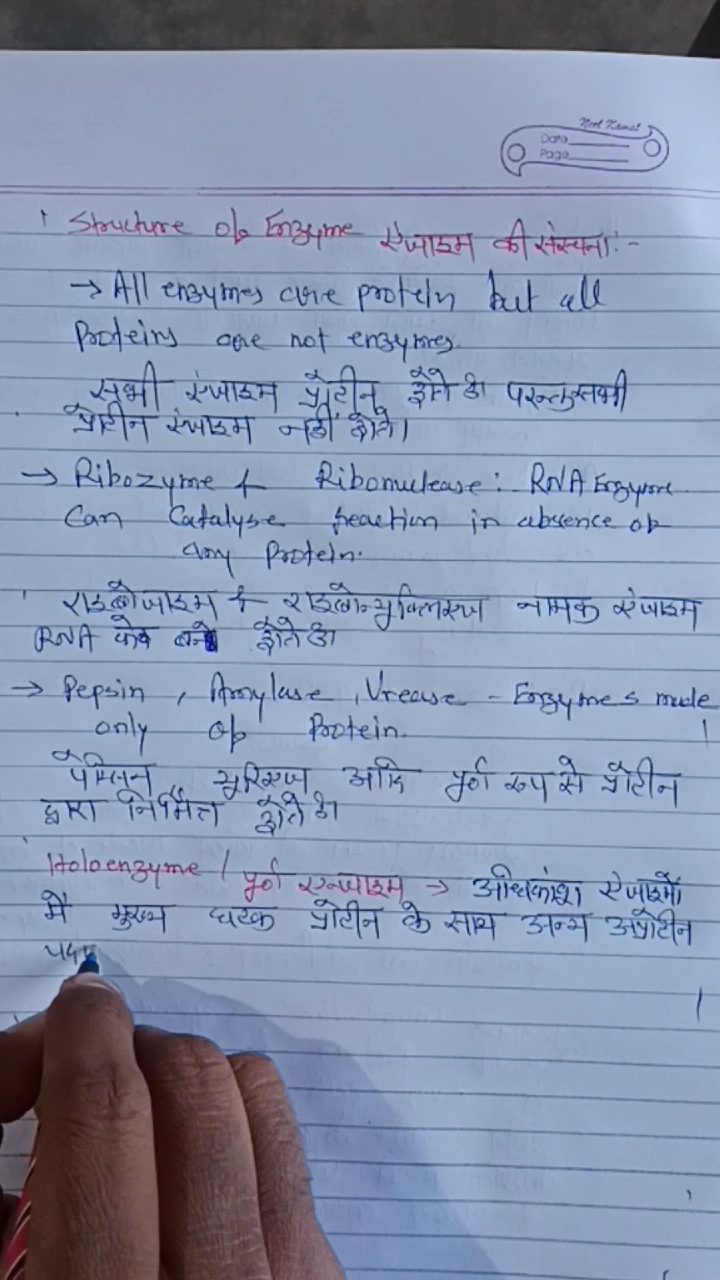 Neel Kamal
Date
Page
Structure of Enzyme एंजाइम की संरचना:-
→ All enzymes are protein but all
Proteins are not enzymes.
सभी एंजाइम प्रोटीन होते है परन्तु सभी
प्रोटीन एंजाइम नही होते।
→ Ribozyme & Ribonuclease: RNA Enzyme
Can Catalyse reaction in absence of
any Protein.
राइबोजाइम & राइबोन्युक्लिएज नामक एंजाइम
RNA के बने होते है
→ Pepsin, Amylase, Urease - Enzymes made
only of Protein.
पेप्सिन यूरिएज आदि पूर्ण रूप से प्रोटीन
द्वारा निर्मित होते है
Holoenzyme / पूर्ण एन्जाइम → अधिकांश एंजाइमों
में मुख्य घटक प्रोटीन के साथ अन्य अप्रोटीन